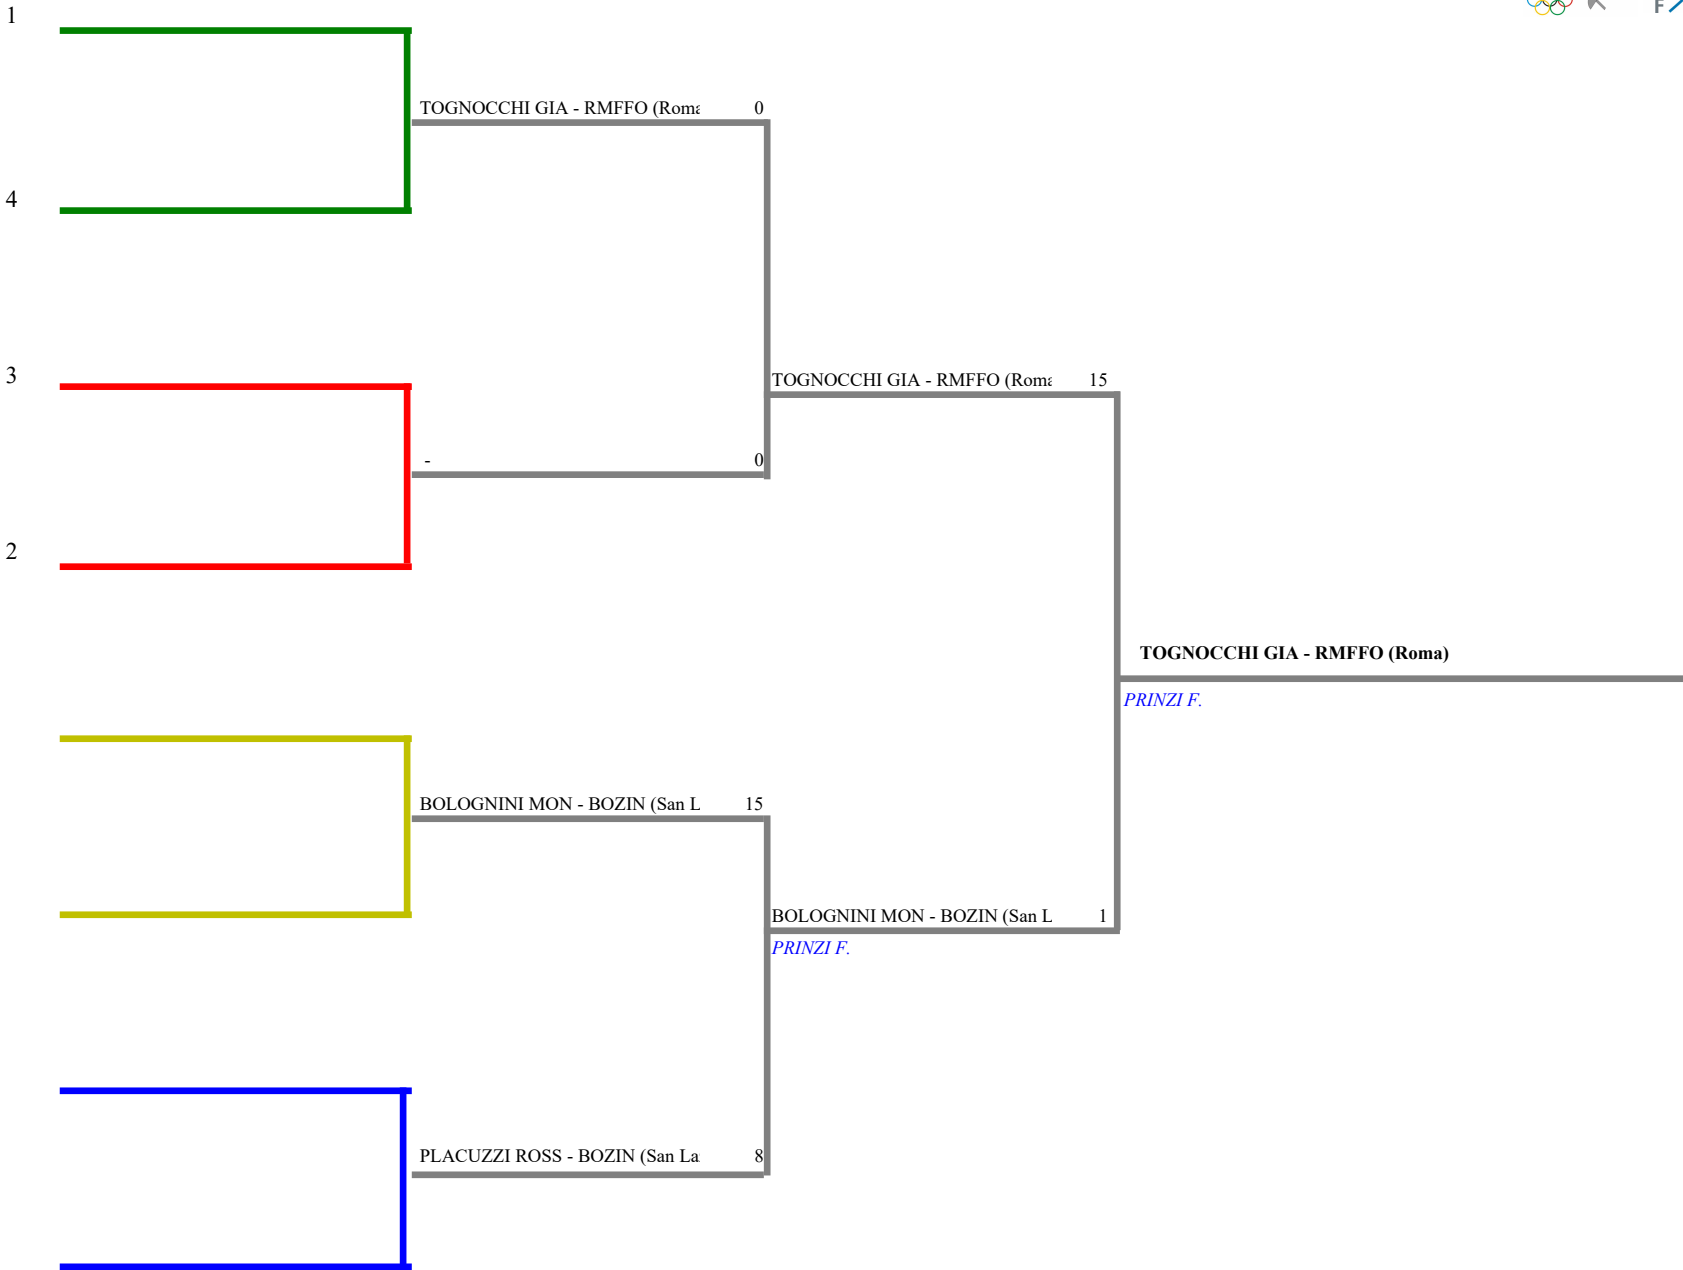 1
F
TOGNOCCHI GIA - RMFFO (Roma 0
4
3
TOGNOCCHI GIA - RMFFO (Roma 15
- 0
2
TOGNOCCHI GIA - RMFFO (Roma)
PRINZI F.
BOLOGNINI MON - BOZIN (San L 15
BOLOGNINI MON - BOZIN (San L 1
PRINZI F.
PLACUZZI ROSS - BOZIN (San La 8